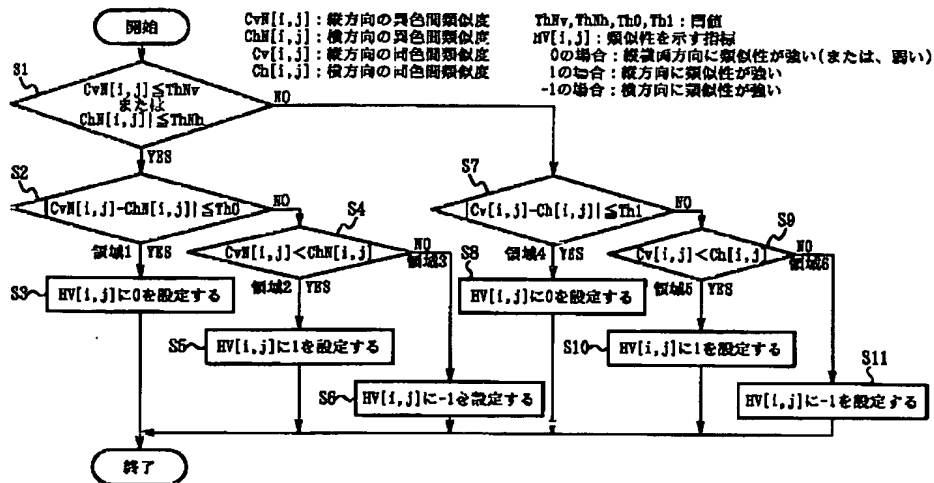 開始
CvN[i,j]:縦方向の異色間類似度
ChN[i,j]:横方向の異色間類似度
Cv[i,j]:縦方向の同色間類似度
Ch[i,j]:横方向の同色間類似度
ThNv,ThNh,Th0,Th1:閾値
HV[i,j]:類似性を示す指標
0の場合:縦横両方向に類似性が強い(または、弱い)
1の場合:縦方向に類似性が強い
-1の場合:横方向に類似性が強い
S1
CvN[i,j]≦ThNv
または
ChN[i,j]|≦ThNh
NO
YES
S2
|CvN[i,j]-ChN[i,j]|≦Th0
NO
領域1
YES
S3
HV[i,j]に0を設定する
S4
CvN[i,j]<ChN[i,j]
NO
領域3
領域2
YES
S5
HV[i,j]に1を設定する
S6
HV[i,j]に-1を設定する
S7
|Cv[i,j]-Ch[i,j]|≦Th1
NO
領域4
YES
S8
HV[i,j]に0を設定する
S9
Cv[i,j]<Ch[i,j]
NO
領域6
領域5
YES
S10
HV[i,j]に1を設定する
S11
HV[i,j]に-1を設定する
終了